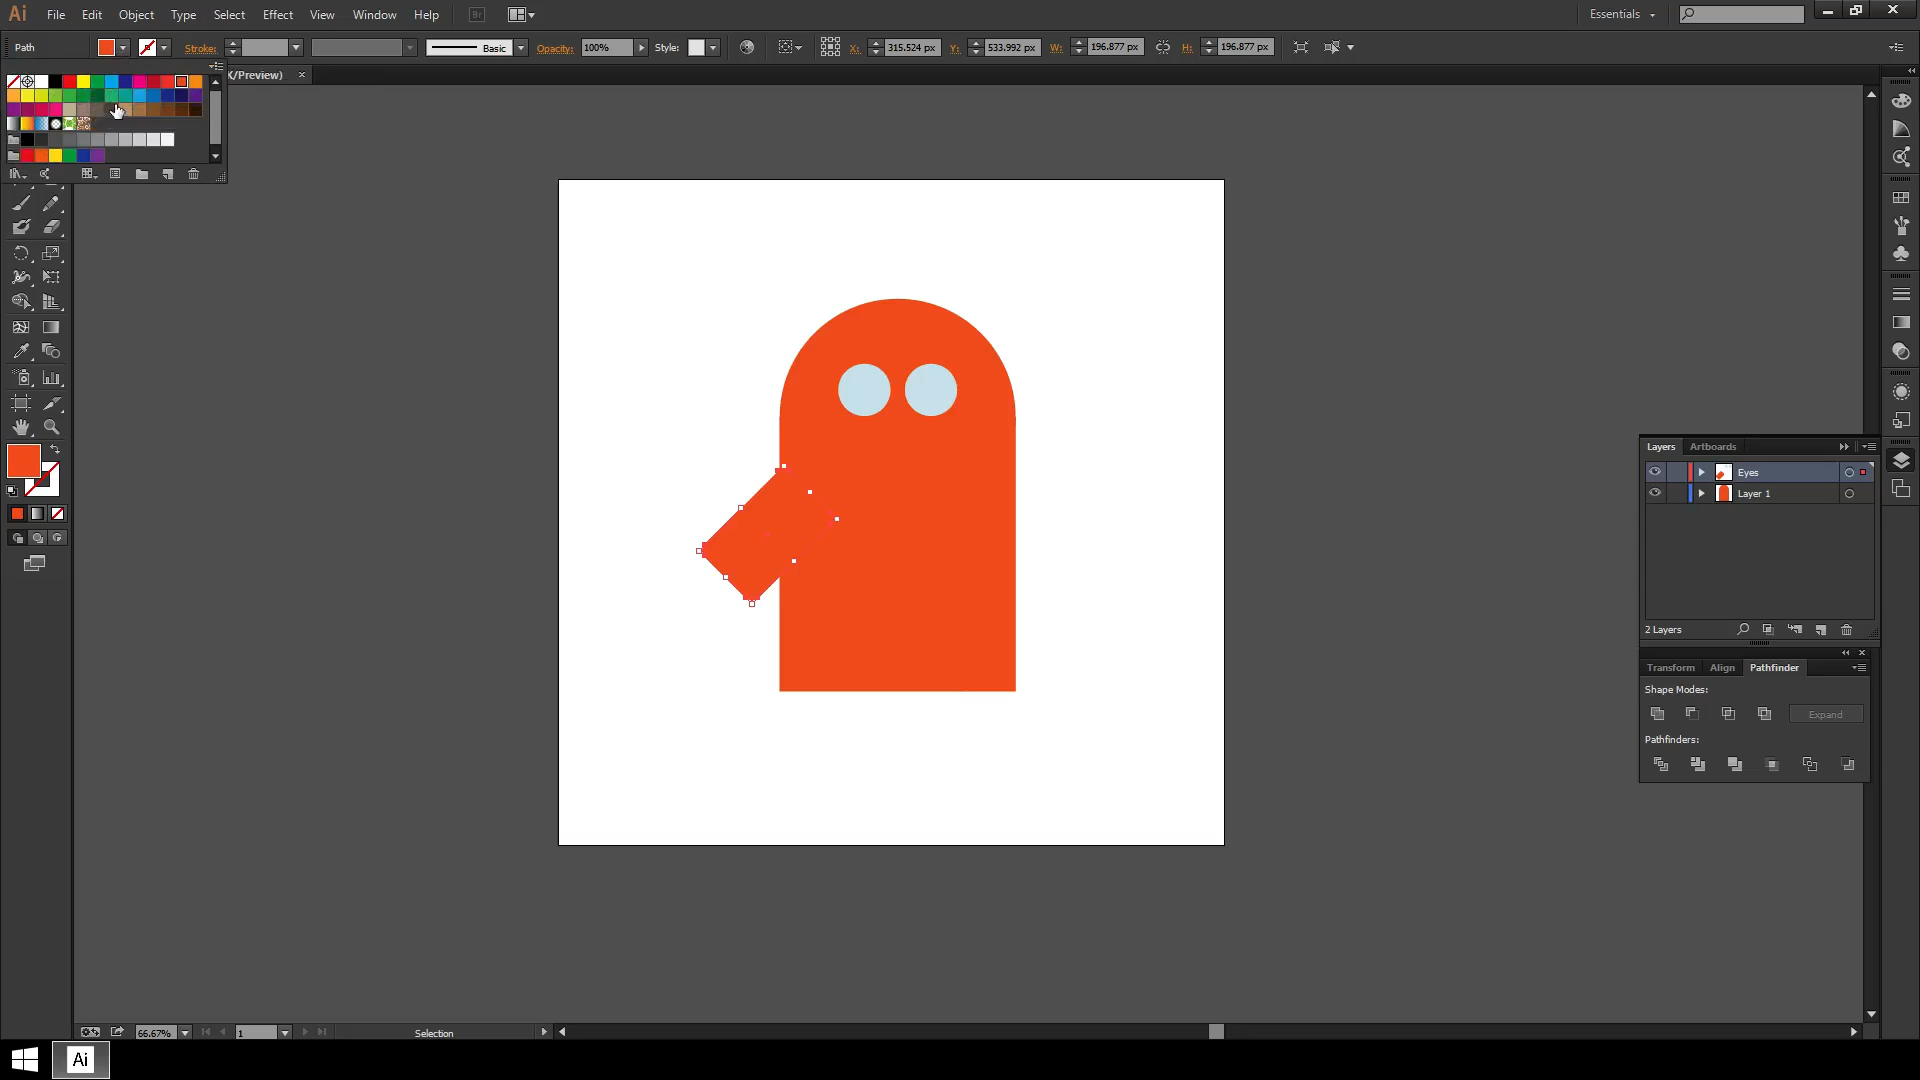 Ai File Edit Object Type Select Effect View Window Help Br Essentials
Path Stroke: Basic Opacity: 100% Style: X: 315.524 px Y: 533.992 px W: 196.877 px H: 196.877 px
K/Preview) ×
Layers Artboards
Eyes
Layer 1
2 Layers
Transform Align Pathfinder
Shape Modes:
Expand
Pathfinders:
66.67% 1 Selection
Ai